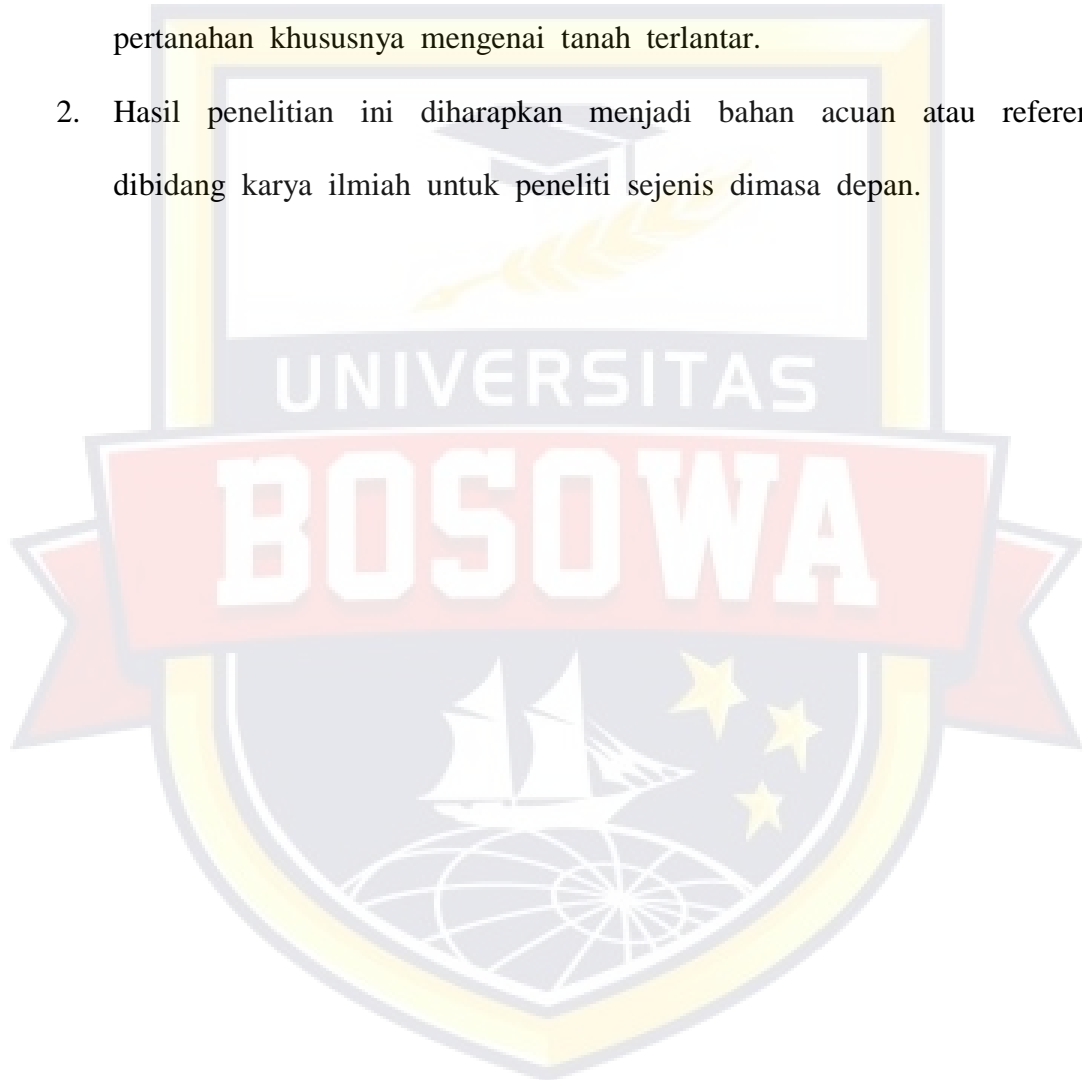 pertanahan khususnya mengenai tanah terlantar.
2. Hasil penelitian ini diharapkan menjadi bahan acuan atau
dibidang karya ilmiah untuk peneliti sejenis dimasa depan.
UNIVERSITAS
BOSOWA